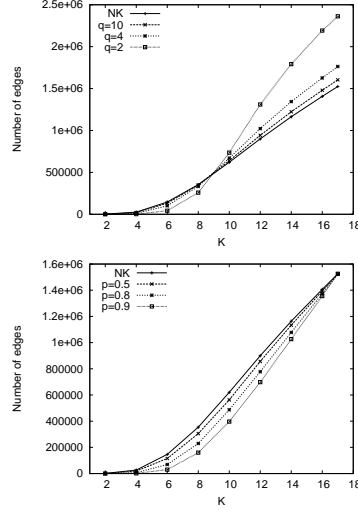 2.5e+06
2e+06
1.5e+06
1e+06
500000
0
Number of edges
NK
q=10
q=4
q=2
2 4 6 8 10 12 14 16 18
K
1.6e+06
1.4e+06
1.2e+06
1e+06
800000
600000
400000
200000
0
Number of edges
NK
p=0.5
p=0.8
p=0.9
2 4 6 8 10 12 14 16 18
K